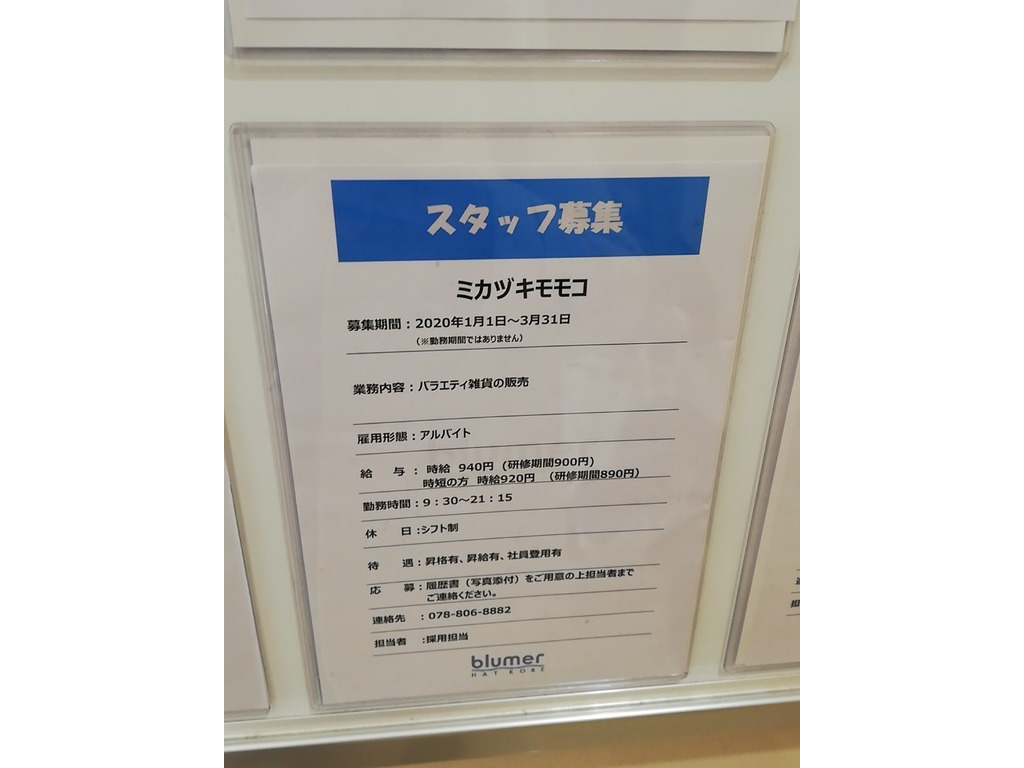 スタッフ募集
ミカヅキモモコ
募集期間：2020年1月1日～3月31日
（※勤務期間ではありません）
業務内容：バラエティ雑貨の販売
雇用形態：アルバイト
給　与：時給 940円 (研修期間900円)
時短の方 時給920円 （研修期間890円）
勤務時間：9：30～21：15
休　日：シフト制
待　遇：昇格有、昇給有、社員登用有
応　募：履歴書（写真添付）をご用意の上担当者まで
ご連絡ください。
連絡先　：078-806-8882
担当者　：採用担当
blumer
HAT KOBE